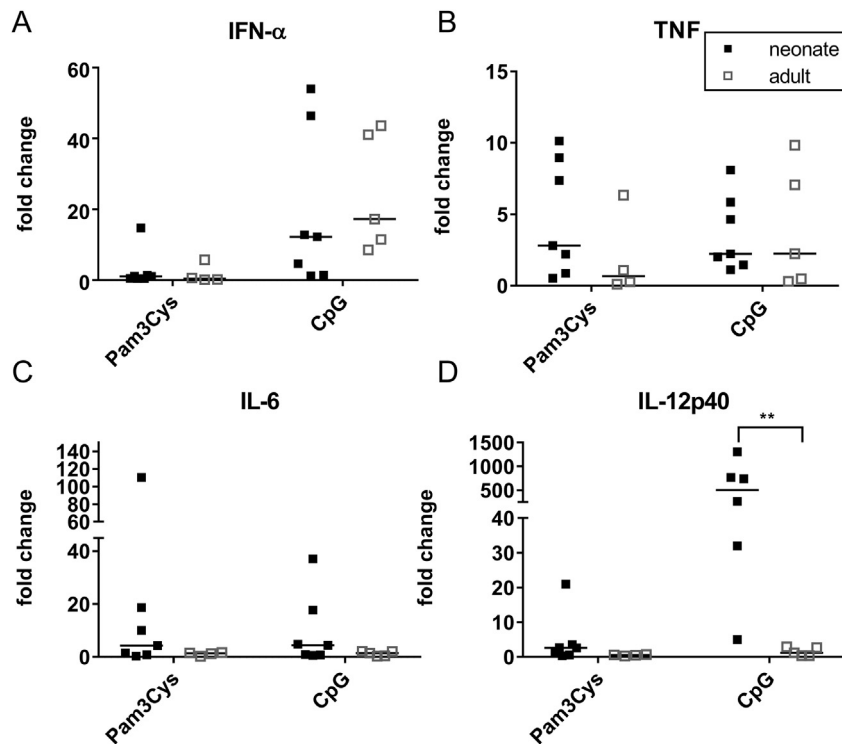 A
IFN-α
fold change
60
40
20
0
Pam3Cys
CpG
B
TNF
neonate
adult
fold change
15
10
5
0
Pam3Cys
CpG
C
IL-6
fold change
140
120
100
80
60
40
20
0
Pam3Cys
CpG
D
IL-12p40
**
fold change
1500
1000
500
40
30
20
10
0
Pam3Cys
CpG